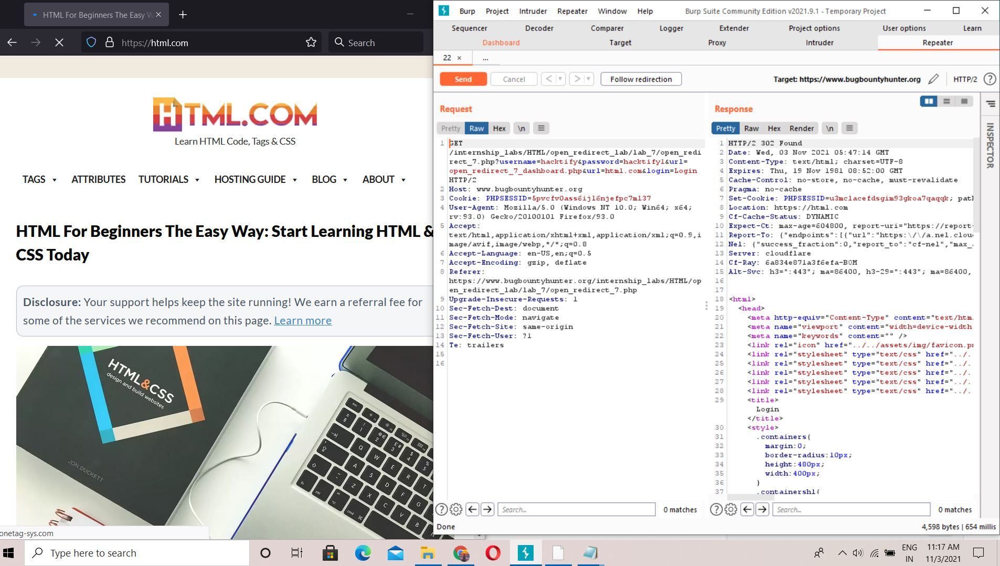 HTML For Beginners The Easy W
https://html.com
Search
HTML.COM
Learn HTML Code, Tags & CSS
TAGS ATTRIBUTES TUTORIALS HOSTING GUIDE BLOG ABOUT
HTML For Beginners The Easy Way: Start Learning HTML &
CSS Today
Disclosure: Your support helps keep the site running! We earn a referral fee for
some of the services we recommend on this page. Learn more
HTML&CSS
design and build websites
JON DUCKETT
onetag-sys.com
Burp Project Intruder Repeater Window Help Burp Suite Community Edition v2021.9.1 - Temporary Project
Sequencer Decoder Comparer Logger Extender Project options User options Learn
Dashboard Target Proxy Intruder Repeater
22 × ...
Send Cancel < > Follow redirection Target: https://www.bugbountyhunter.org HTTP/2 ?
Request
Pretty Raw Hex \n
1 GET
/internship_labs/HTML/open_redirect_lab/lab_7/open_redi
rect_7.php?username=hacktify&password=hacktify1&url=
open_redirect_7_dashboard.php&url=html.com&login=Login
HTTP/2
2 Host: www.bugbountyhunter.org
3 Cookie: PHPSESSID=5pvcfv0ass6ijl6njefpc7ml37
4 User-Agent: Mozilla/5.0 (Windows NT 10.0; Win64; x64;
rv:93.0) Gecko/20100101 Firefox/93.0
5 Accept:
text/html,application/xhtml+xml,application/xml;q=0.9,i
mage/avif,image/webp,*/*;q=0.8
6 Accept-Language: en-US,en;q=0.5
7 Accept-Encoding: gzip, deflate
8 Referer:
https://www.bugbountyhunter.org/internship_labs/HTML/op
en_redirect_lab/lab_7/open_redirect_7.php
9 Upgrade-Insecure-Requests: 1
10 Sec-Fetch-Dest: document
11 Sec-Fetch-Mode: navigate
12 Sec-Fetch-Site: same-origin
13 Sec-Fetch-User: ?1
14 Te: trailers
15
16
Response
Pretty Raw Hex Render \n
1 HTTP/2 302 Found
2 Date: Wed, 03 Nov 2021 05:47:14 GMT
3 Content-Type: text/html; charset=UTF-8
4 Expires: Thu, 19 Nov 1981 08:52:00 GMT
5 Cache-Control: no-store, no-cache, must-revalidate
6 Pragma: no-cache
7 Set-Cookie: PHPSESSID=u3mclacefdsgim93gkoa7qaqqk; path
8 Location: https://html.com
9 Cf-Cache-Status: DYNAMIC
10 Expect-Ct: max-age=604800, report-uri="https://report-
11 Report-To: {"endpoints":[{"url":"https:\/\/a.nel.clou
12 Nel: {"success_fraction":0,"report_to":"cf-nel","max_
13 Server: cloudflare
14 Cf-Ray: 6a834e871a3f6efa-BOM
15 Alt-Svc: h3=":443"; ma=86400, h3-29=":443"; ma=86400,
16
17
18 <html>
19 <head>
20 <meta http-equiv="Content-Type" content="text/htm
21 <meta name="viewport" content="width=device-width
22 <meta name="keywords" content="" />
23 <link rel="icon" href="../../assets/img/favicon.p
24 <link rel="stylesheet" type="text/css" href="../.
25 <link rel="stylesheet" type="text/css" href="../.
26 <link rel="stylesheet" type="text/css" href="../.
27 <link rel="stylesheet" type="text/css" href="../.
28 <link rel="stylesheet" type="text/css" href="../.
29 <title>
Login
</title>
30 <style>
31 .containers{
32 margin:0;
33 border-radius:10px;
34 height:480px;
35 width:400px;
36 }
37 .containersh1{
INSPECTOR
Search... 0 matches
Search... 0 matches
Done
4,598 bytes | 654 millis
Type here to search
ENG
IN
11:17 AM
11/3/2021